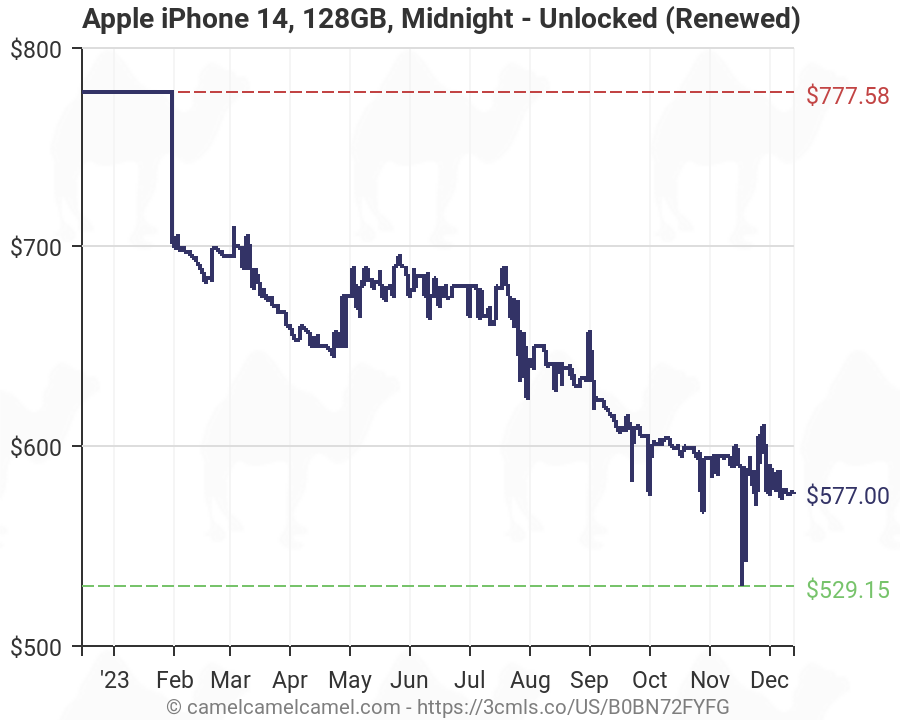 Apple iPhone 14, 128GB, Midnight - Unlocked (Renewed)
$800
$777.58
$700
$600
$577.00
$529.15
$500
'23 Feb Mar Apr May Jun Jul Aug Sep Oct Nov Dec
© camelcamelcamel.com - https://3cmls.co/US/B0BN72FYFG